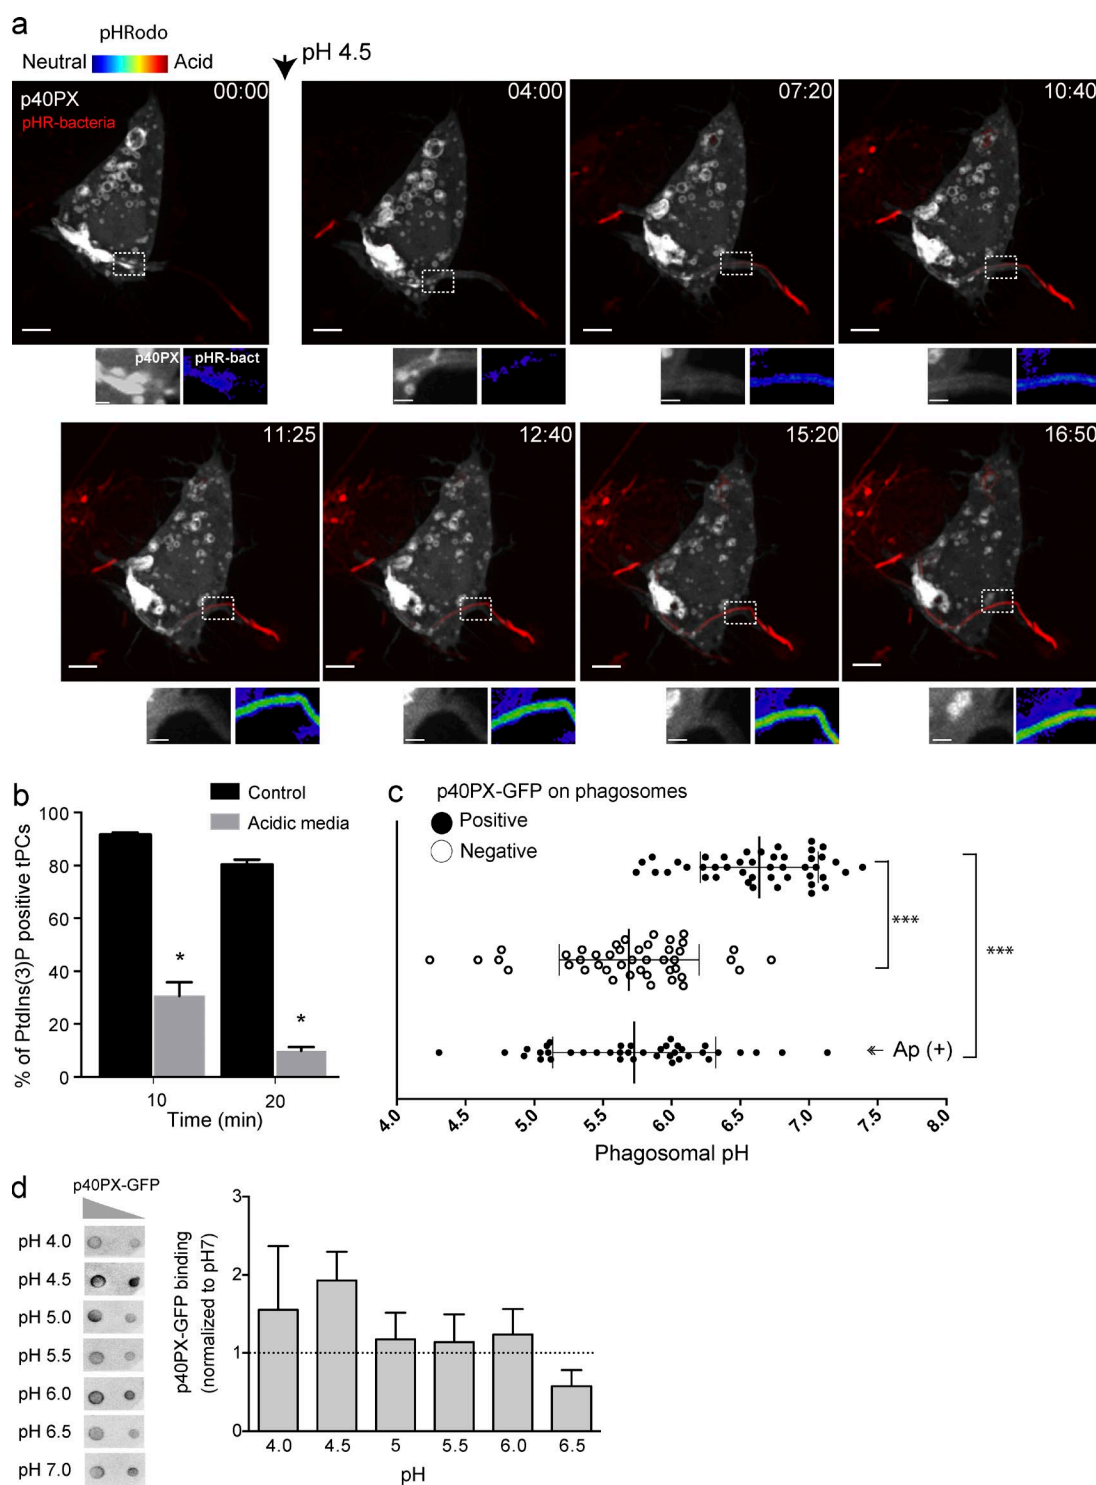 a
pHRodo
Neutral Acid
pH 4.5
p40PX
pHR-bacteria
00:00
04:00
07:20
10:40
p40PX pHR-bact
11:25
12:40
15:20
16:50
b
Control
Acidic media
% of PtdIns(3)P positive tPCs
100
80
60
40
20
0
*
*
10 20
Time (min)
c
p40PX-GFP on phagosomes
Positive
Negative
***
***
Ap (+)
4.0 4.5 5.0 5.5 6.0 6.5 7.0 7.5 8.0
Phagosomal pH
d
p40PX-GFP
pH 4.0
pH 4.5
pH 5.0
pH 5.5
pH 6.0
pH 6.5
pH 7.0
p40PX-GFP binding
(normalized to pH7)
3
2
1
0
4.0 4.5 5 5.5 6.0 6.5
pH